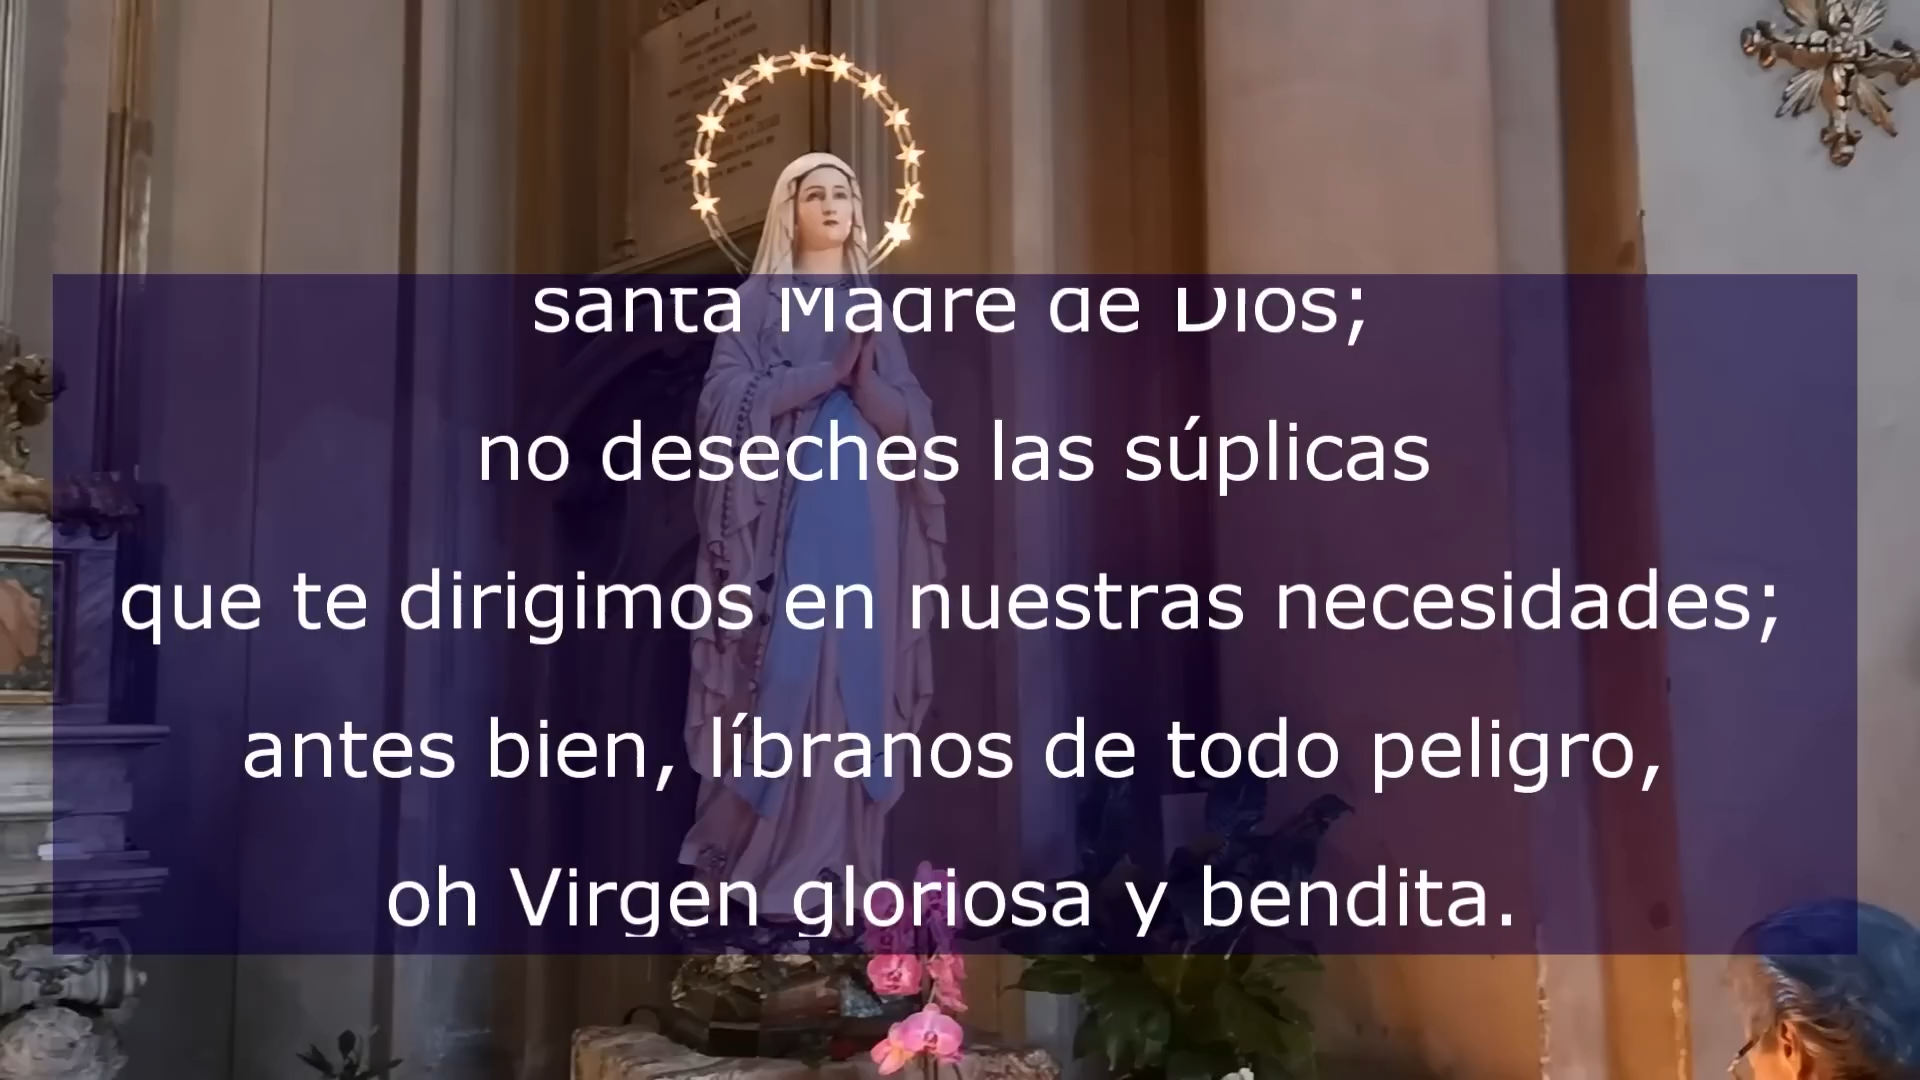 santa Madre de Dios;
no deseches las súplicas
que te dirigimos en nuestras necesidades;
antes bien, líbranos de todo peligro,
oh Virgen gloriosa y bendita.